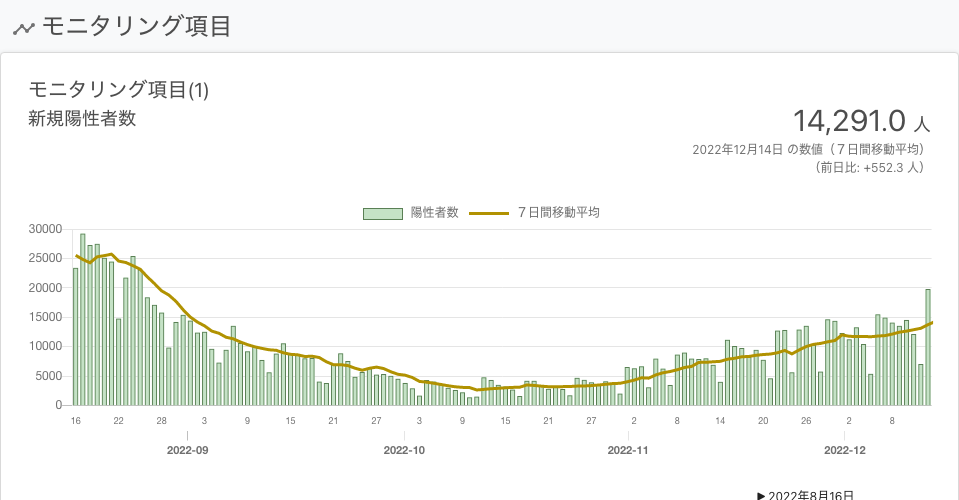 モニタリング項目
モニタリング項目(1)
新規陽性者数
14,291.0 人
2022年12月14日 の数値（７日間移動平均）
（前日比: +552.3 人）
陽性者数 ７日間移動平均
30000
25000
20000
15000
10000
5000
0
16 22 28 3 9 15 21 27 3 9 15 21 27 2 8 14 20 26 2 8
2022-09 2022-10 2022-11 2022-12
▶ 2022年8月16日